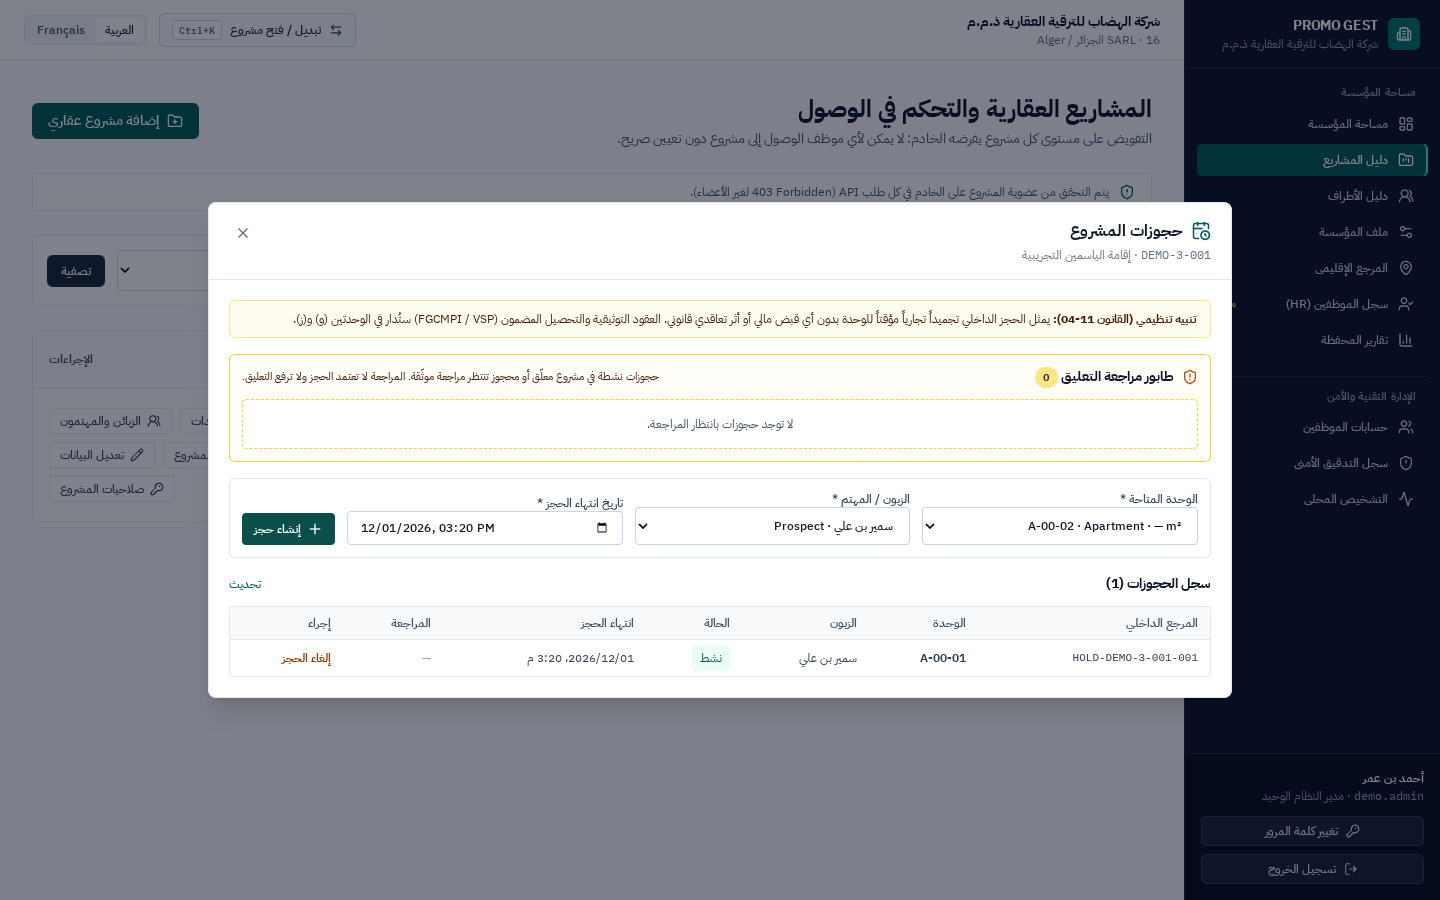 PROMO GEST
شركة الهضاب للترقية العقارية ذ.م.م
مساحة المؤسسة
مساحة المؤسسة
دليل المشاريع
دليل الأطراف
ملف المؤسسة
المرجع الإقليمي
سجل الموظفين (HR)
تقارير المحفظة
الإدارة التقنية والأمن
حسابات الموظفين
سجل التدقيق الأمني
التشخيص المحلي
أحمد بن عمر
demo.admin · مدير النظام الوحيد
تغيير كلمة المرور
تسجيل الخروج
شركة الهضاب للترقية العقارية ذ.م.م
SARL · 16 الجزائر / Alger
تبديل / فتح مشروع Ctrl+K
العربية Français
المشاريع العقارية والتحكم في الوصول
التفويض على مستوى كل مشروع يفرضه الخادم: لا يمكن لأي موظف الوصول إلى مشروع دون تعيين صريح.
إضافة مشروع عقاري
يتم التحقق من عضوية المشروع على الخادم في كل طلب API (403 Forbidden لغير الأعضاء).
تصفية
الإجراءات
الزبائن والمهتمون
تعديل البيانات
صلاحيات المشروع
حجوزات المشروع
DEMO-3-001 · إقامة الياسمين التجريبية
تنبيه تنظيمي (القانون 11-04): يمثل الحجز الداخلي تجميداً تجارياً مؤقتاً للوحدة بدون أي قبض مالي أو أثر تعاقدي قانوني. العقود التوثيقية والتحصيل المضمون (FGCMPI / VSP) ستُدار في الوحدتين (و) و(ز).
طابور مراجعة التعليق 0
حجوزات نشطة في مشروع معلّق أو محجوز تنتظر مراجعة موثّقة. المراجعة لا تعتمد الحجز ولا ترفع التعليق.
لا توجد حجوزات بانتظار المراجعة.
الوحدة المتاحة *
A-00-02 · Apartment · — m²
الزبون / المهتم *
سمير بن علي · Prospect
تاريخ انتهاء الحجز *
12/01/2026, 03:20 PM
إنشاء حجز
سجل الحجوزات (1)
تحديث
المرجع الداخلي الوحدة الزبون الحالة انتهاء الحجز المراجعة إجراء
HOLD-DEMO-3-001-001 A-00-01 سمير بن علي نشط 2026/12/01، 3:20 م — إلغاء الحجز